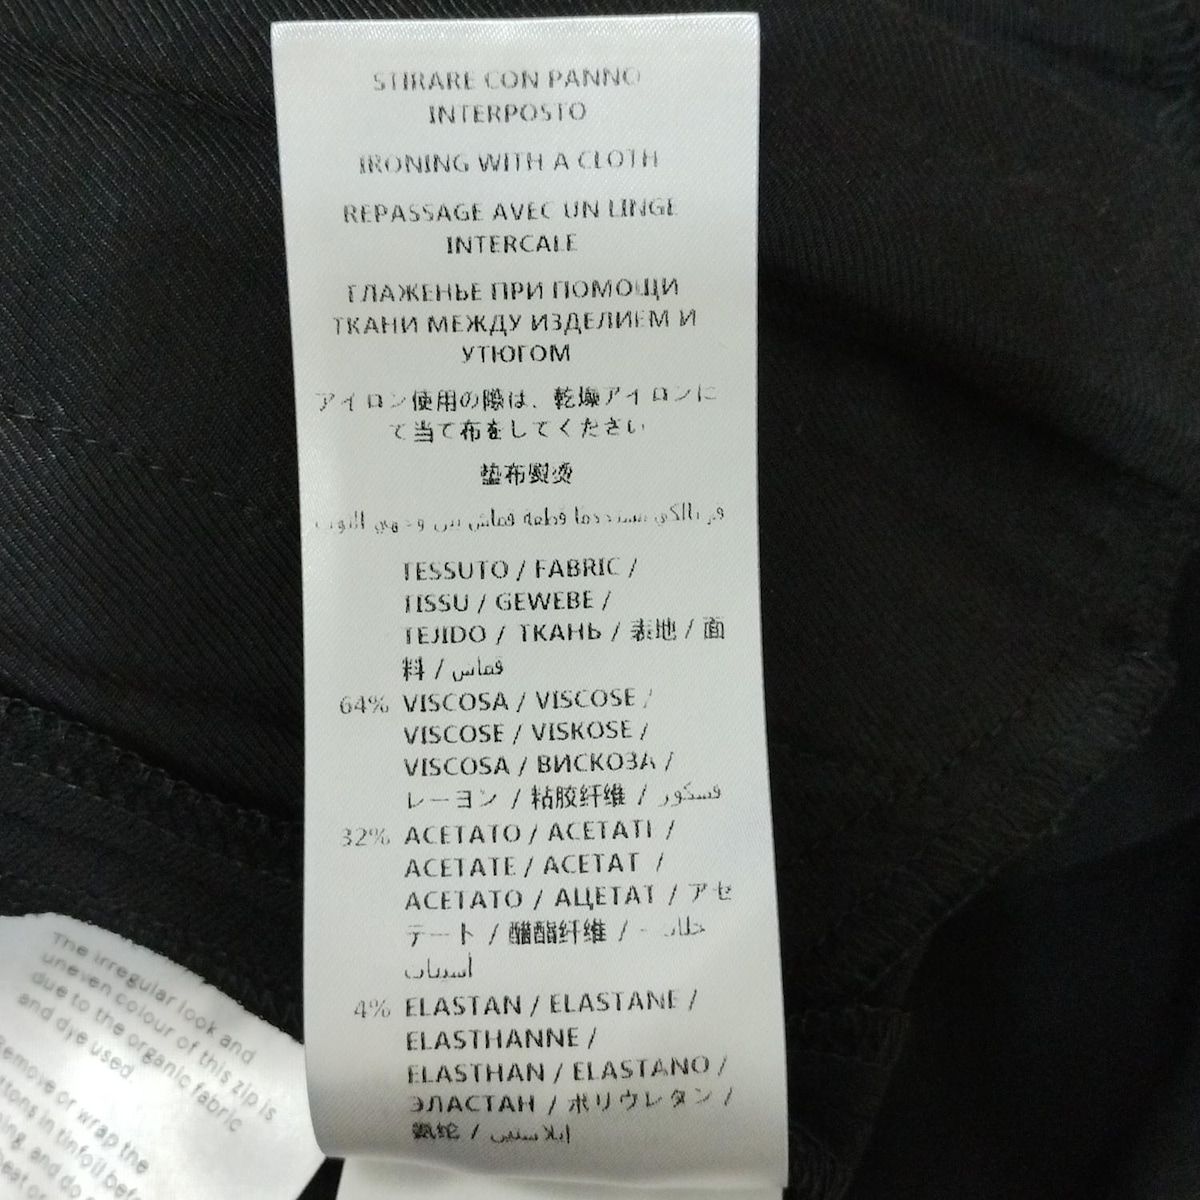 STIRARE CON PANNO
INTERPOSTO
IRONING WITH A CLOTH
REPASSAGE AVEC UN LINGE
INTERCALE
ГЛАЖЕНЬЕ ПРИ ПОМОЩИ
ТКАНИ МЕЖДУ ИЗДЕЛИЕМ И
УТЮГОМ
アイロン使用の際は、乾燥アイロンに
て当て布をしてください
垫布熨烫
TESSUTO / FABRIC /
TISSU / GEWEBE /
TEJIDO / ТКАНЬ / 表地 / 面
料 / قماش
64% VISCOSA / VISCOSE /
VISCOSE / VISKOSE /
VISCOSA / ВИСКОЗА /
レーヨン / 粘胶纤维 / فسكوز
32% ACETATO / ACETATE /
ACETATE / ACETAT /
ACETATO / АЦЕТАТ / アセ
テート / 醋酯纤维 /
أسيتات
4% ELASTAN / ELASTANE /
ELASTHANNE /
ELASTHAN / ELASTANO /
ЭЛАСТАН / ポリウレタン /
氨纶 / إيلاستين
The irregular look and
uneven colour of this zip is
due to the organic fabric
and dye used.
Remove or wrap the
in tinfoil
and do